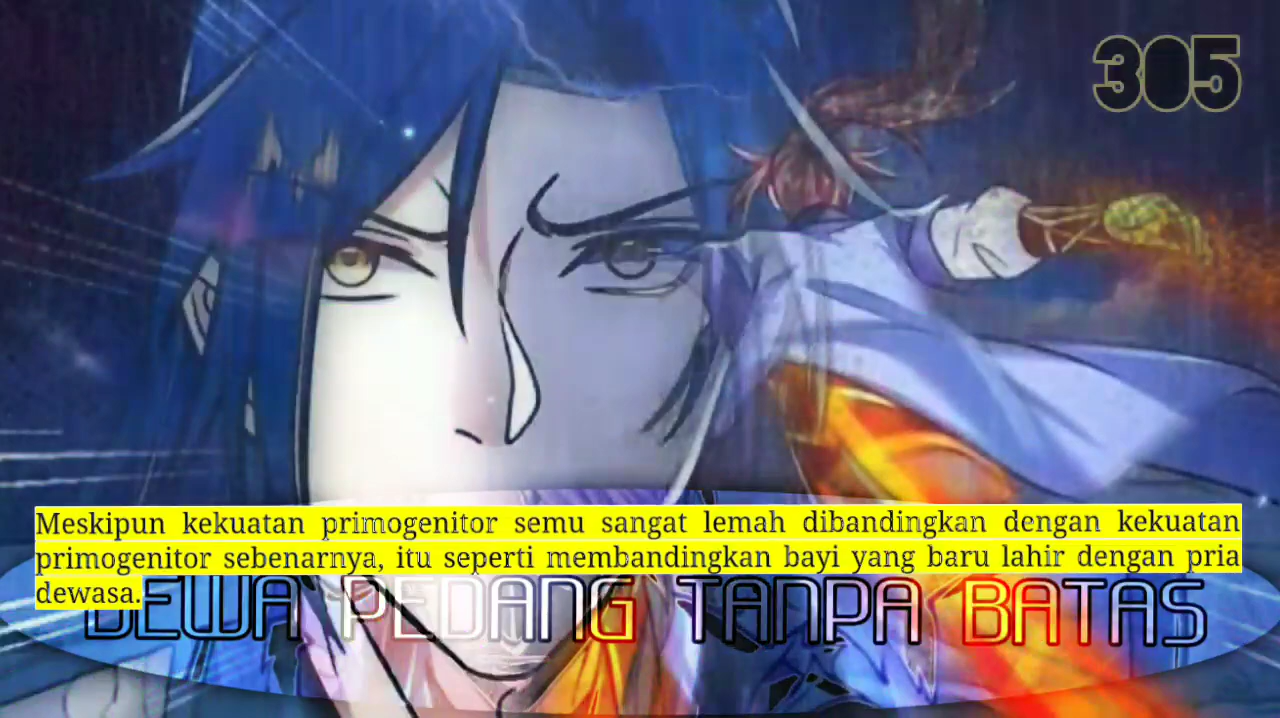 305
Meskipun kekuatan primogenitor semu sangat lemah dibandingkan dengan kekuatan
primogenitor sebenarnya, itu seperti membandingkan bayi yang baru lahir dengan pria
dewasa.
DEWA PEDANG TANPA BATAS